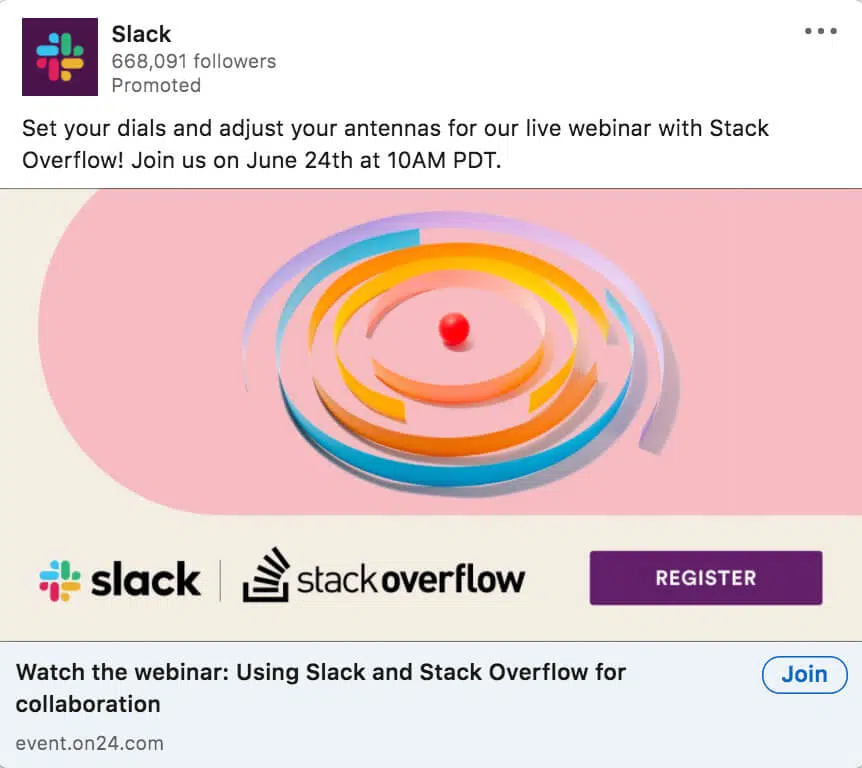 Slack
668,091 followers
Promoted
Set your dials and adjust your antennas for our live webinar with Stack
Overflow! Join us on June 24th at 10AM PDT.
slack
stackoverflow
REGISTER
Watch the webinar: Using Slack and Stack Overflow for
collaboration
Join
event.on24.com